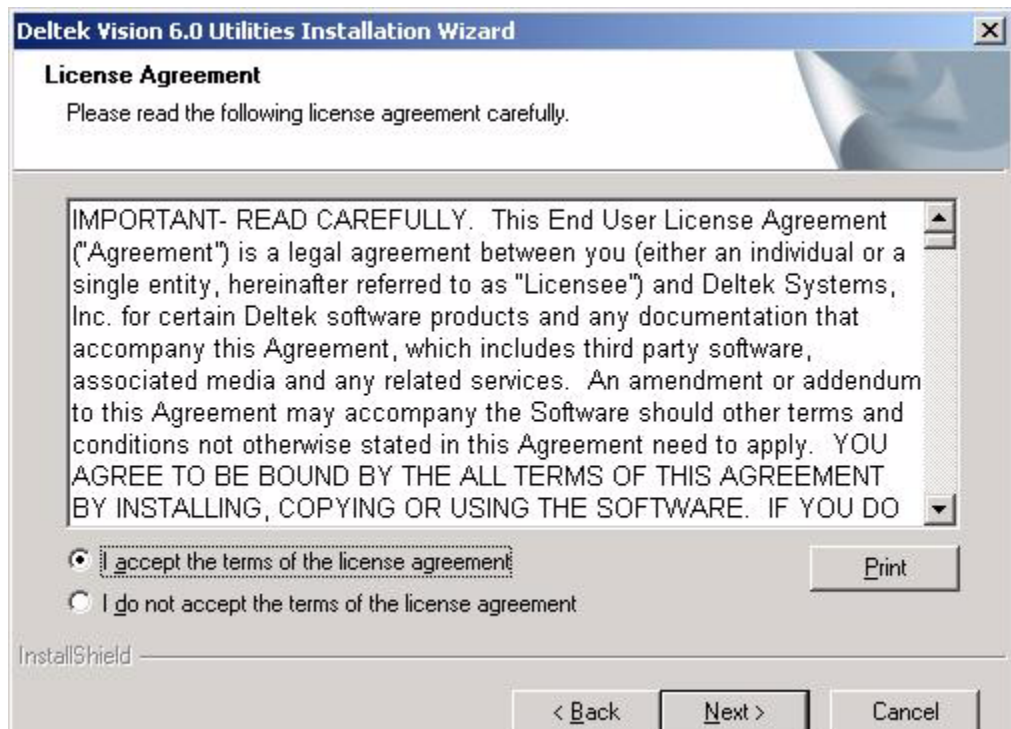 Deltek Vision 6.0 Utilities Installation Wizard
License Agreement
Please read the following license agreement carefully.
IMPORTANT- READ CAREFULLY.  This End User License Agreement
("Agreement") is a legal agreement between you (either an individual or a
single entity, hereinafter referred to as "Licensee") and Deltek Systems,
Inc. for certain Deltek software products and any documentation that
accompany this Agreement, which includes third party software,
associated media and any related services.  An amendment or addendum
to this Agreement may accompany the Software should other terms and
conditions not otherwise stated in this Agreement need to apply.  YOU
AGREE TO BE BOUND BY THE ALL TERMS OF THIS AGREEMENT
BY INSTALLING, COPYING OR USING THE SOFTWARE.  IF YOU DO
I accept the terms of the license agreement
Print
I do not accept the terms of the license agreement
InstallShield
< Back
Next >
Cancel